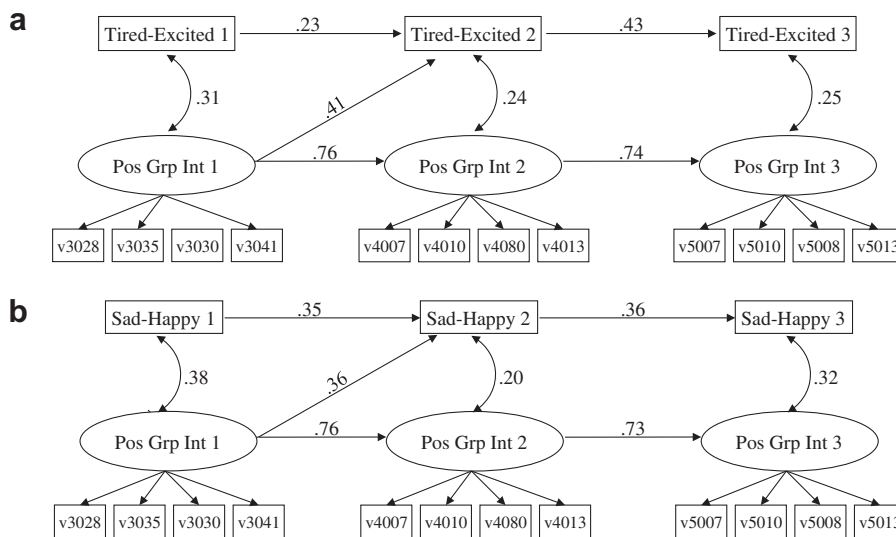 a
Tired-Excited 1 .23 Tired-Excited 2 .43 Tired-Excited 3
.31 .41 .24 .25
Pos Grp Int 1 .76 Pos Grp Int 2 .74 Pos Grp Int 3
v3028 v3035 v3030 v3041 v4007 v4010 v4080 v4013 v5007 v5010 v5008 v5013
b
Sad-Happy 1 .35 Sad-Happy 2 .36 Sad-Happy 3
.38 .36 .20 .32
Pos Grp Int 1 .76 Pos Grp Int 2 .73 Pos Grp Int 3
v3028 v3035 v3030 v3041 v4007 v4010 v4080 v4013 v5007 v5010 v5008 v5013